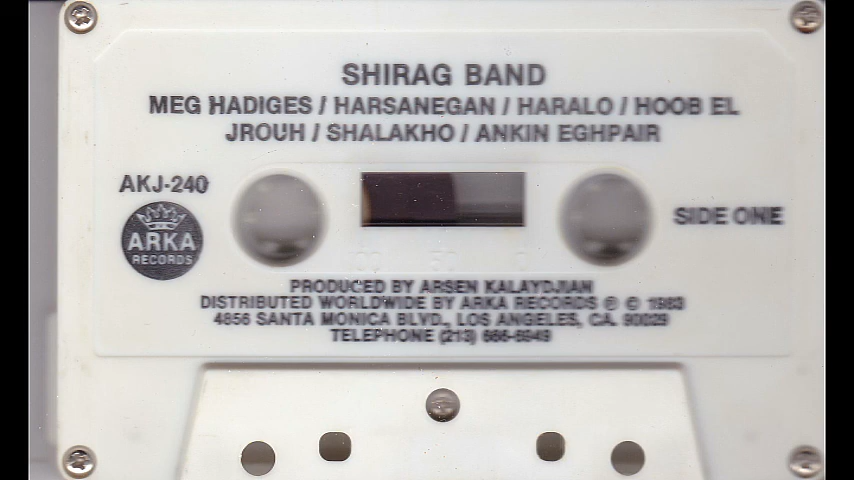 SHIRAG BAND
MEG HADIGES / HARSANEGAN / HARALO / HOOB EL
JROUH / SHALAKHO / ANKIN EGHPAIR
AKJ-240
ARKA
RECORDS
SIDE ONE
PRODUCED BY ARSEN KALAYDJIAN
DISTRIBUTED WORLDWIDE BY ARKA RECORDS ℗ © 1983
4856 SANTA MONICA BLVD., LOS ANGELES, CA. 90029
TELEPHONE (213) 666-6949